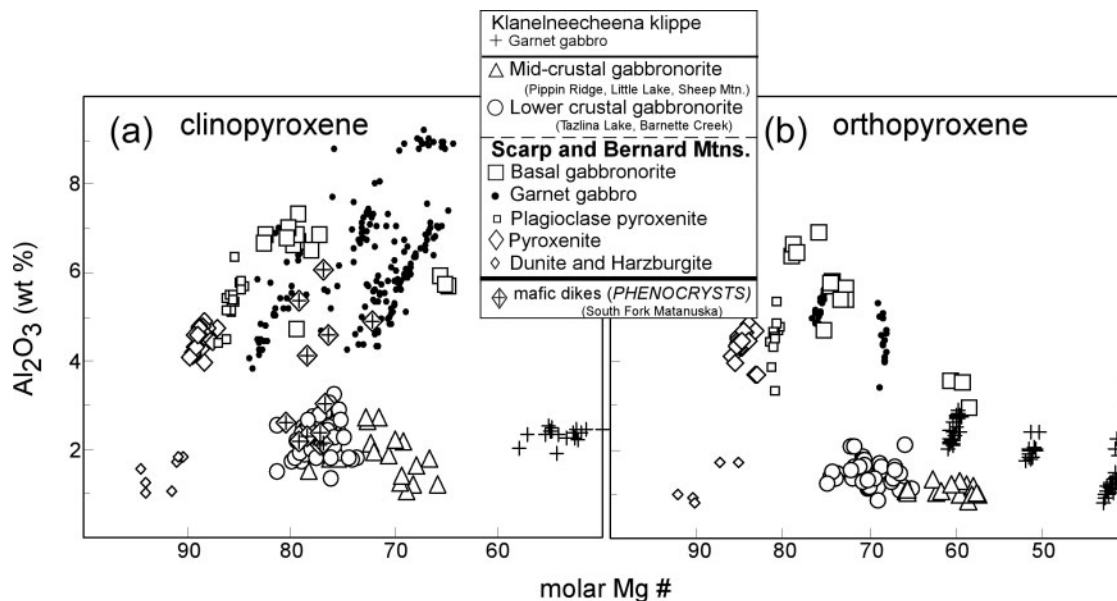 Klanelneecheena klippe
Garnet gabbro
Mid-crustal gabbronorite
(Pippin Ridge, Little Lake, Sheep Mtn.)
Lower crustal gabbronorite
(Tazlina Lake, Barnette Creek)
Scarp and Bernard Mtns.
Basal gabbronorite
Garnet gabbro
Plagioclase pyroxenite
Pyroxenite
Dunite and Harzburgite
mafic dikes (PHENOCRYSTS)
(South Fork Matanuska)
(a) clinopyroxene
(b) orthopyroxene
Al2O3 (wt %)
8
6
4
2
90 80 70 60
90 80 70 60 50
molar Mg #